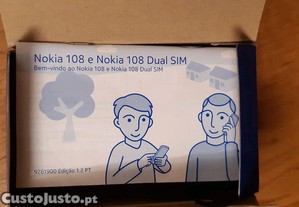 Nokia 108 e Nokia 108 Dual SIM
Bem-vindo ao Nokia 108 e Nokia 108 Dual SIM
9261900 Edição 1.2 PT
CustoJusto.pt